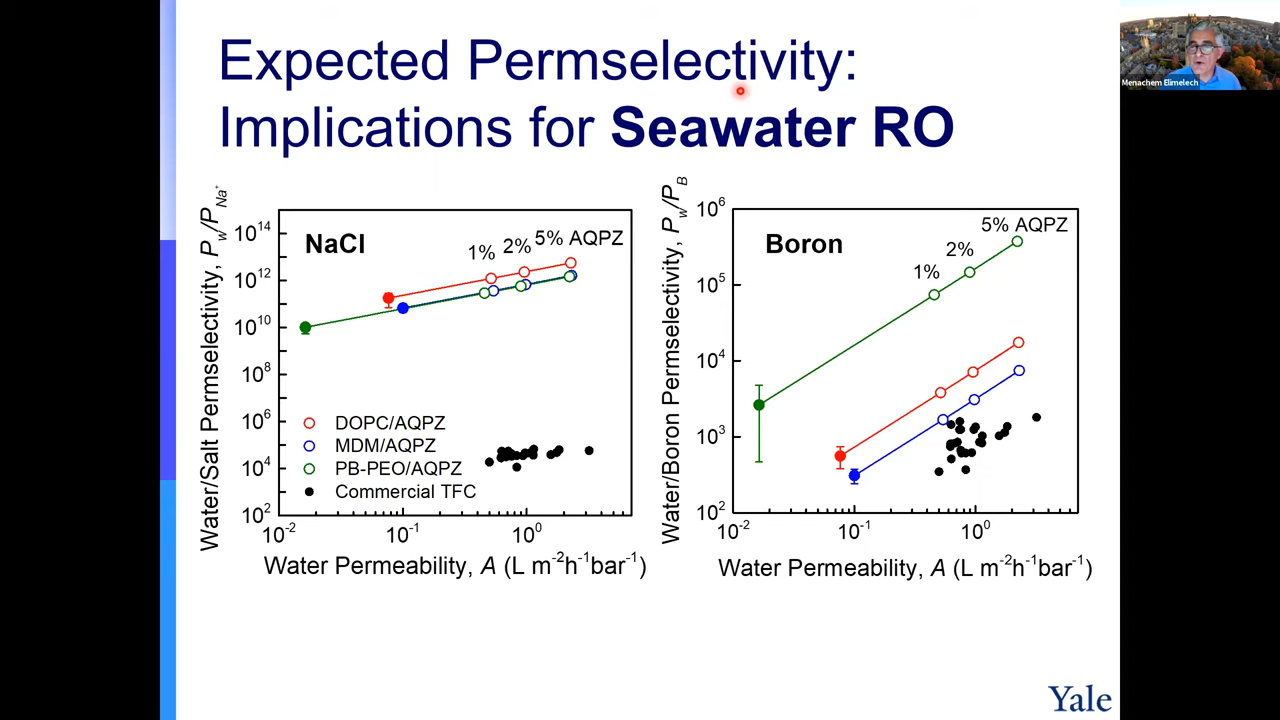 Expected Permselectivity:
Implications for Seawater RO
Menachem Elimelech
Water/Salt Permselectivity, Pw/PNa+
10^14
10^12
10^10
10^8
10^6
10^4
10^2
NaCl
1% 2% 5% AQPZ
DOPC/AQPZ
MDM/AQPZ
PB-PEO/AQPZ
Commercial TFC
10^-2 10^-1 10^0
Water Permeability, A (L m^-2h^-1bar^-1)
Water/Boron Permselectivity, Pw/PB
10^6
10^5
10^4
10^3
10^2
Boron
1% 2% 5% AQPZ
10^-2 10^-1 10^0
Water Permeability, A (L m^-2h^-1bar^-1)
Yale